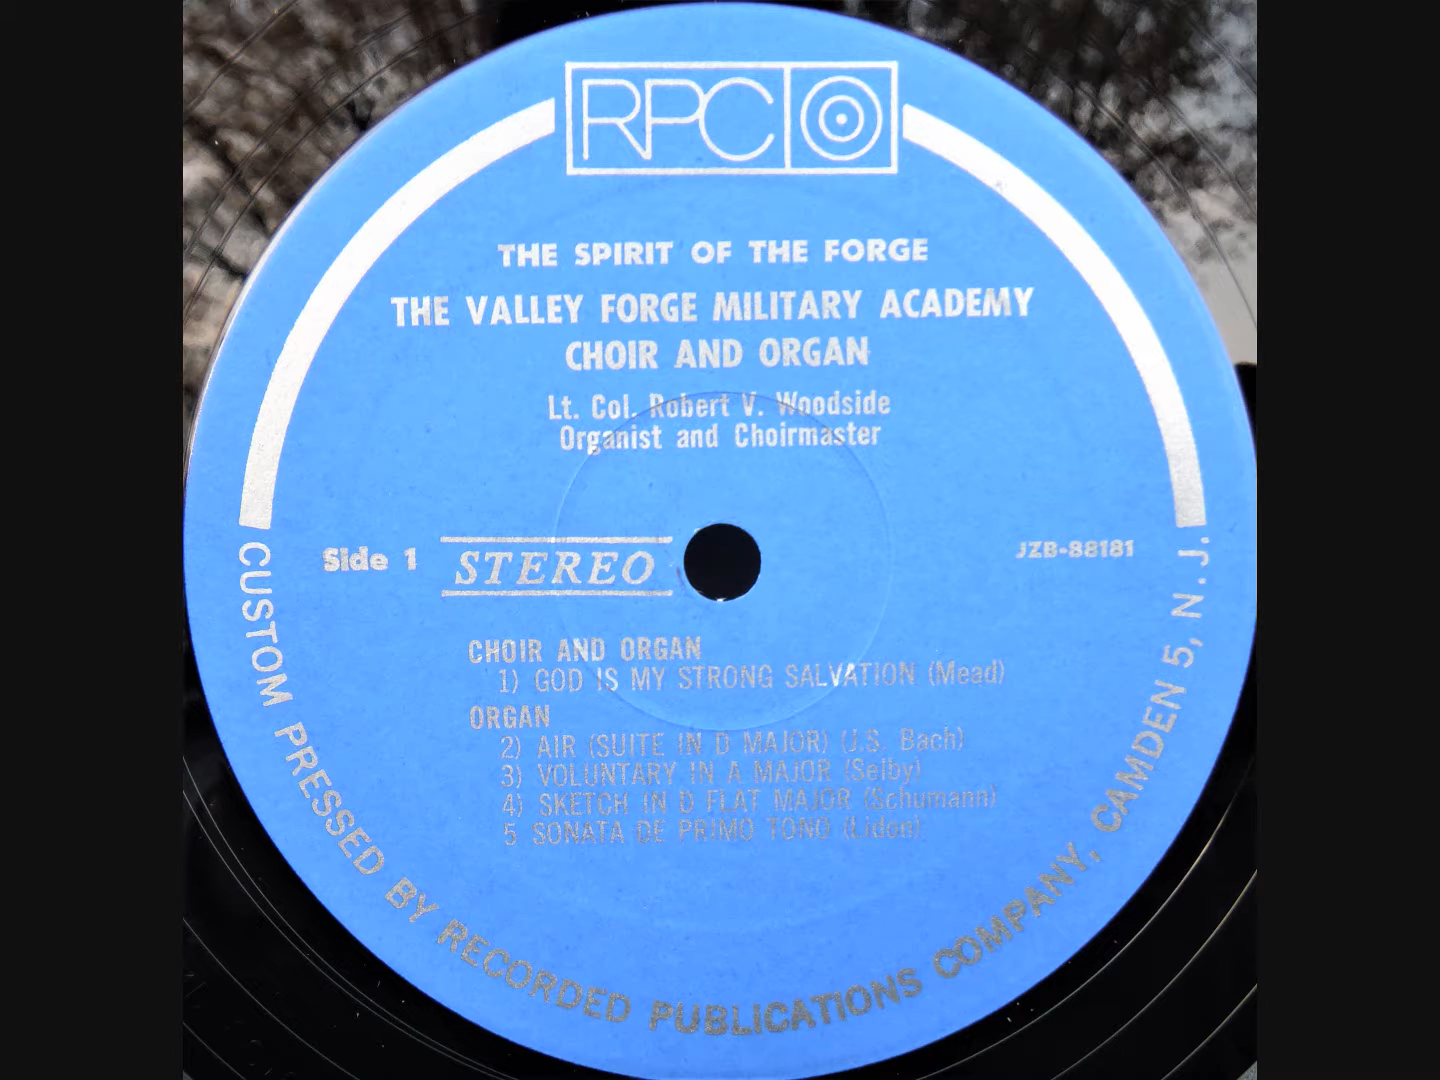 RPC
THE SPIRIT OF THE FORGE
THE VALLEY FORGE MILITARY ACADEMY
CHOIR AND ORGAN
Lt. Col. Robert V. Woodside
Organist and Choirmaster
Side 1 STEREO JZB-88181
CHOIR AND ORGAN
1) GOD IS MY STRONG SALVATION (Mead)
ORGAN
2) AIR (SUITE IN D MAJOR) (J.S. Bach)
3) VOLUNTARY IN A MAJOR (Selby)
4) SKETCH IN D FLAT MAJOR (Schumann)
5 SONATA DE PRIMO TONO (Lidon)
CUSTOM PRESSED BY RECORDED PUBLICATIONS COMPANY, CAMDEN 5, N.J.